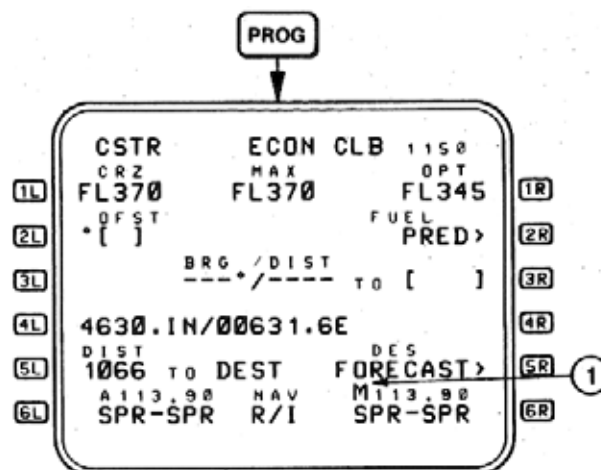 PROG
CSTR ECON CLB 1150
CRZ MAX OPT
1L FL370 FL370 FL345 1R
OFST FUEL
2L *[ ] PRED> 2R
BRG /DIST
3L ---°/---- TO [ ] 3R
4L 4630.IN/00631.6E 4R
DIST DES
5L 1066 TO DEST FORECAST> 5R
1
A113.90 NAV M113.90
6L SPR-SPR R/I SPR-SPR 6R